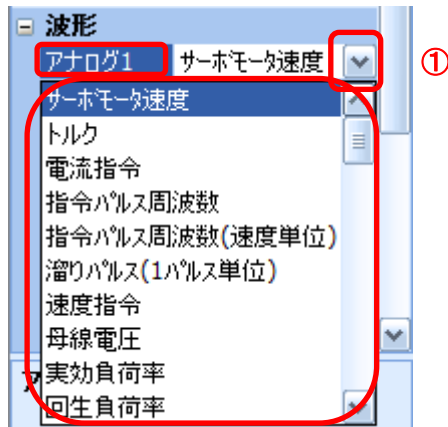 波形
アナログ1 サーボモータ速度 ①
サーボモータ速度
トルク
電流指令
指令パルス周波数
指令パルス周波数(速度単位)
溜りパルス(1パルス単位)
速度指令
母線電圧
ア
実効負荷率
回生負荷率